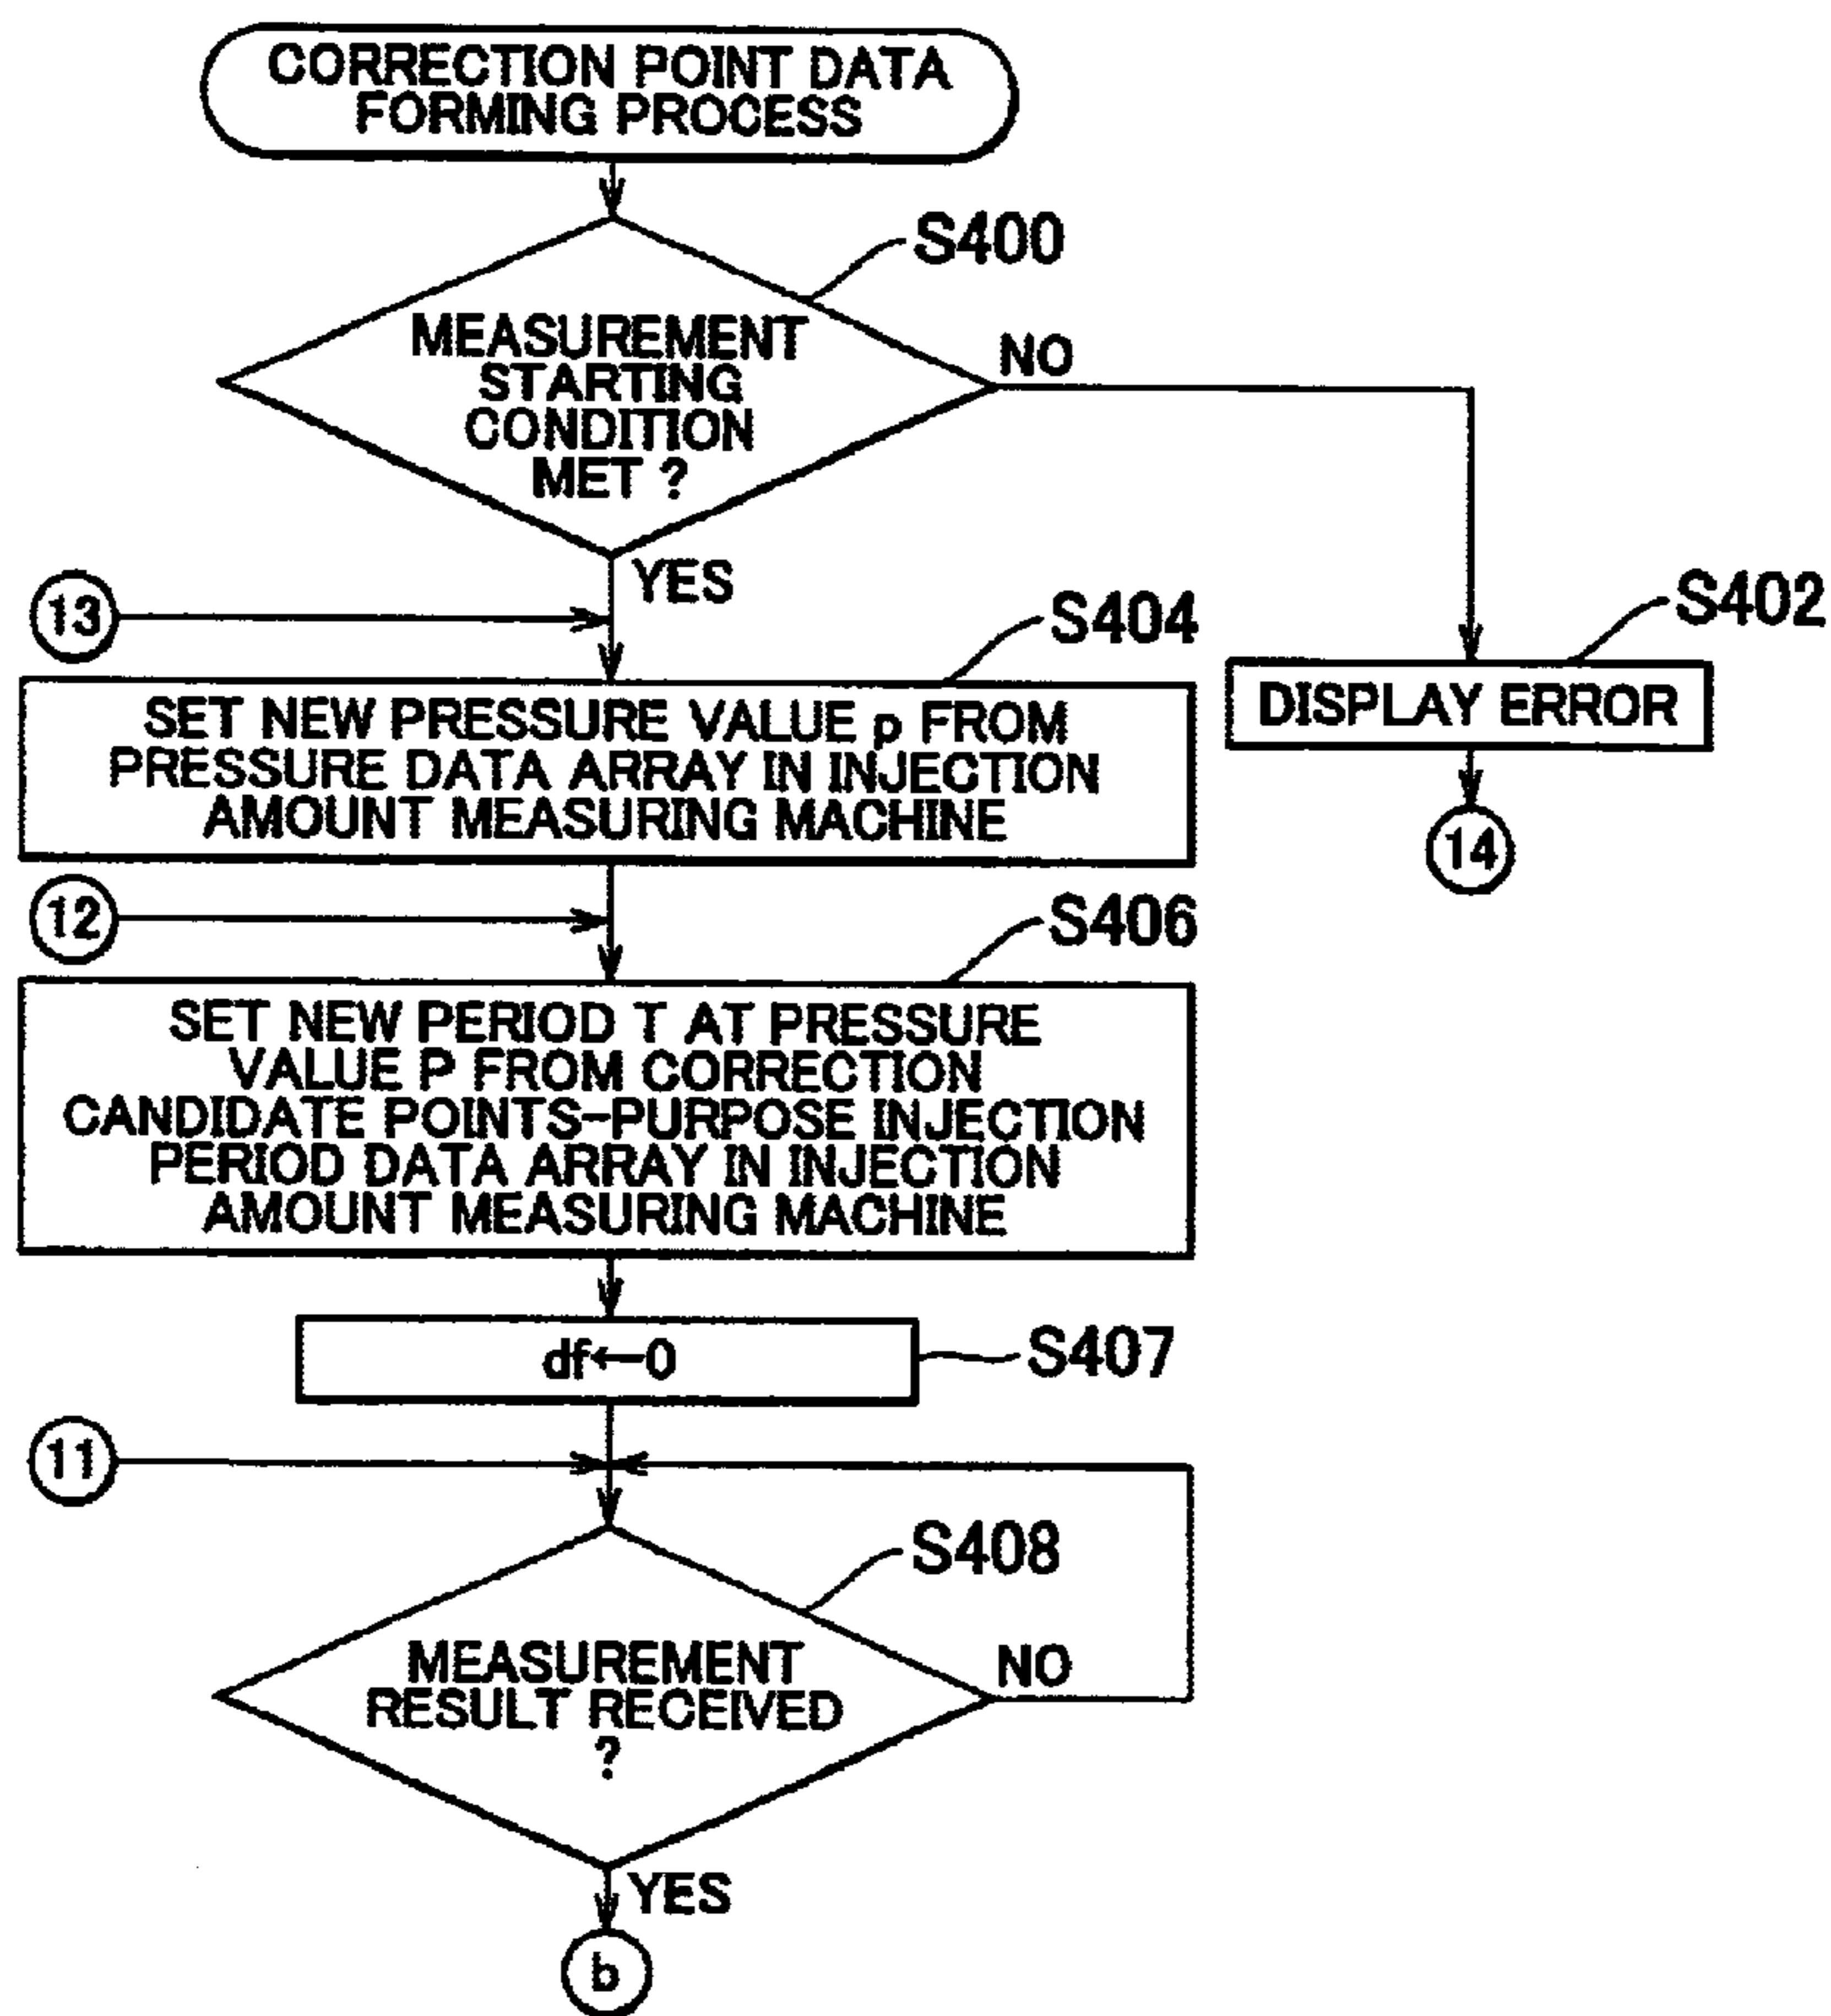 CORRECTION POINT DATA
FORMING PROCESS
S400
MEASUREMENT
STARTING
CONDITION
MET ?
NO
YES
13
S404
S402
SET NEW PRESSURE VALUE p FROM
PRESSURE DATA ARRAY IN INJECTION
AMOUNT MEASURING MACHINE
DISPLAY ERROR
14
12
S406
SET NEW PERIOD T AT PRESSURE
VALUE P FROM CORRECTION
CANDIDATE POINTS-PURPOSE INJECTION
PERIOD DATA ARRAY IN INJECTION
AMOUNT MEASURING MACHINE
df←0
S407
11
S408
MEASUREMENT
RESULT RECEIVED
?
NO
YES
b